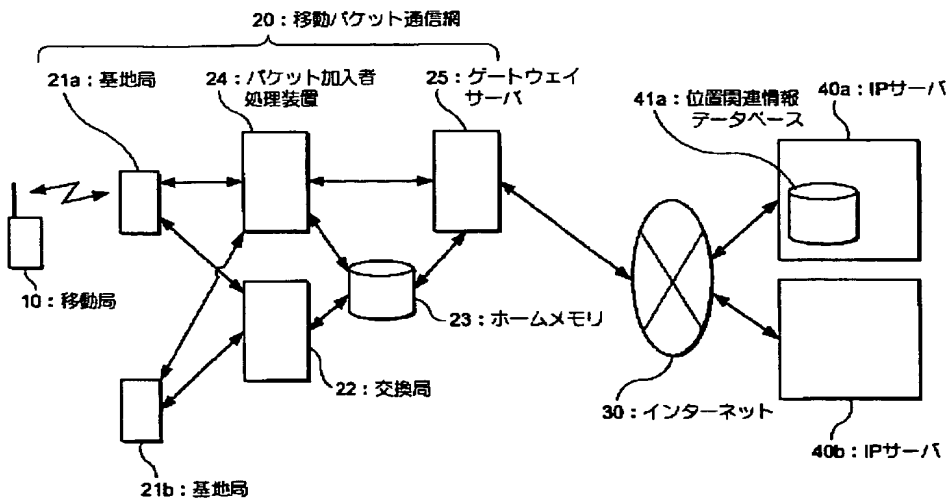 20：移動パケット通信網
21a：基地局
24：パケット加入者
処理装置
25：ゲートウェイ
サーバ
41a：位置関連情報
データベース
40a：IPサーバ
10：移動局
23：ホームメモリ
22：交換局
30：インターネット
40b：IPサーバ
21b：基地局